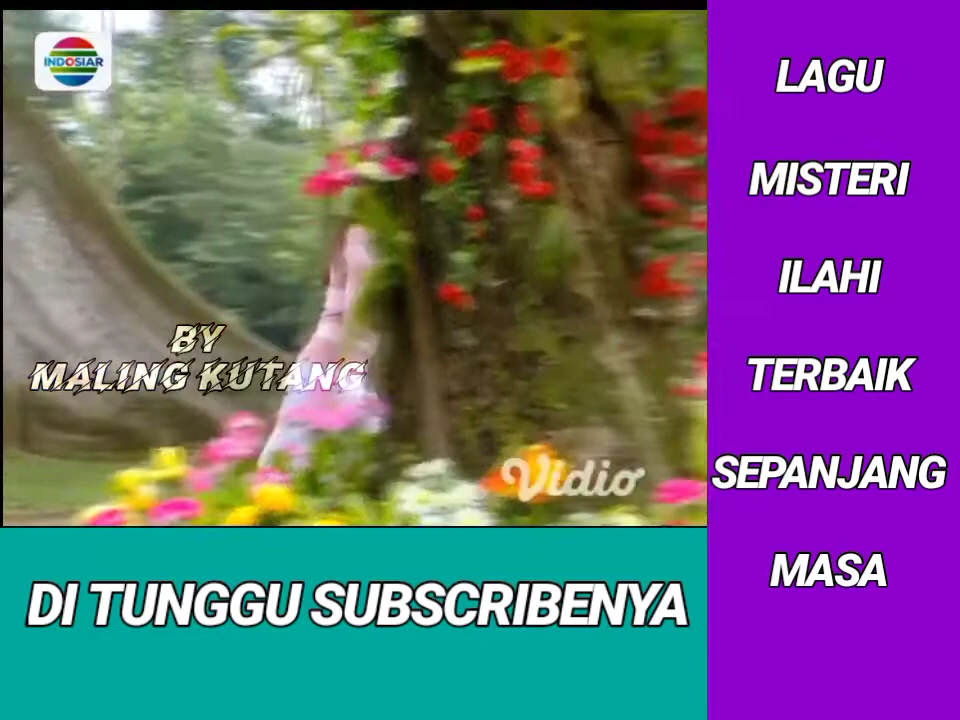 INDOSIAR
BY
MALING KUTANG
Vidio
DI TUNGGU SUBSCRIBENYA
LAGU
MISTERI
ILAHI
TERBAIK
SEPANJANG
MASA